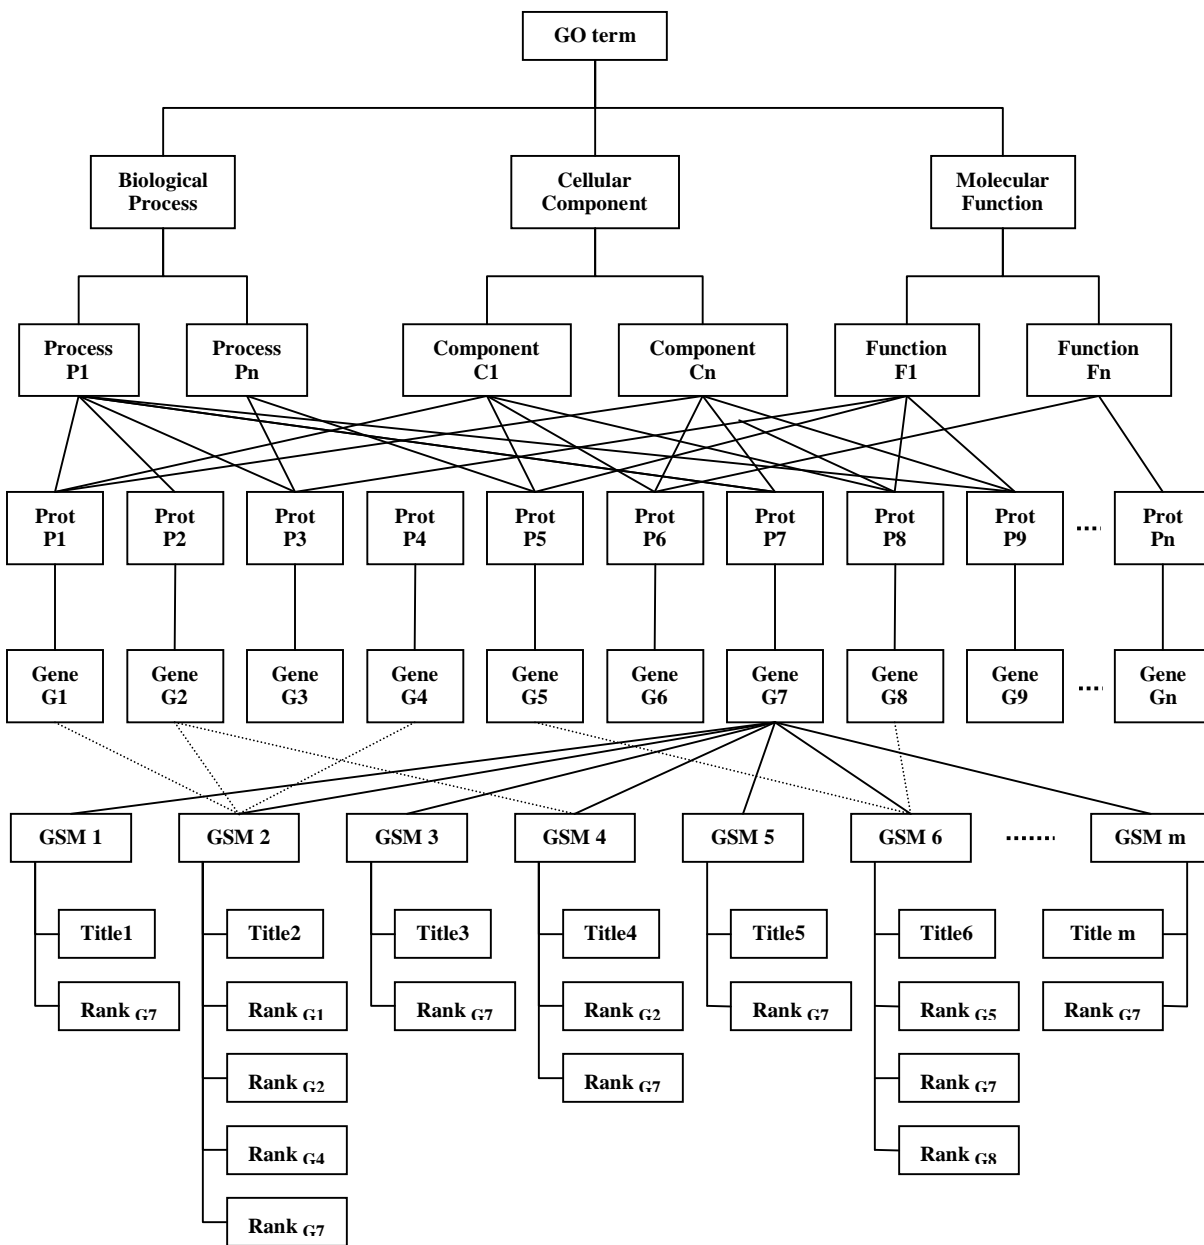 GO term
Biological
Process
Cellular
Component
Molecular
Function
Process
P1
Process
Pn
Component
C1
Component
Cn
Function
F1
Function
Fn
Prot
P1
Prot
P2
Prot
P3
Prot
P4
Prot
P5
Prot
P6
Prot
P7
Prot
P8
Prot
P9
Prot
Pn
Gene
G1
Gene
G2
Gene
G3
Gene
G4
Gene
G5
Gene
G6
Gene
G7
Gene
G8
Gene
G9
Gene
Gn
GSM 1
GSM 2
GSM 3
GSM 4
GSM 5
GSM 6
GSM m
Title1
Title2
Title3
Title4
Title5
Title6
Title m
Rank G7
Rank G1
Rank G7
Rank G2
Rank G7
Rank G5
Rank G7
Rank G2
Rank G7
Rank G7
Rank G4
Rank G8
Rank G7